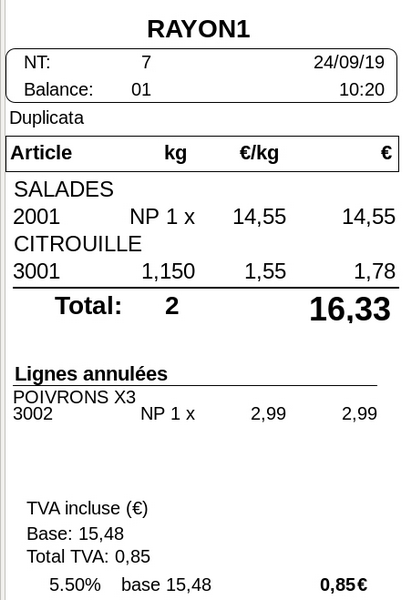 RAYON1
NT: 7 24/09/19
Balance: 01 10:20
Duplicata
Article kg €/kg €
SALADES
2001 NP 1 x 14,55 14,55
CITROUILLE
3001 1,150 1,55 1,78
Total: 2 16,33
Lignes annulées
POIVRONS X3
3002 NP 1 x 2,99 2,99
TVA incluse (€)
Base: 15,48
Total TVA: 0,85
5.50% base 15,48 0,85€